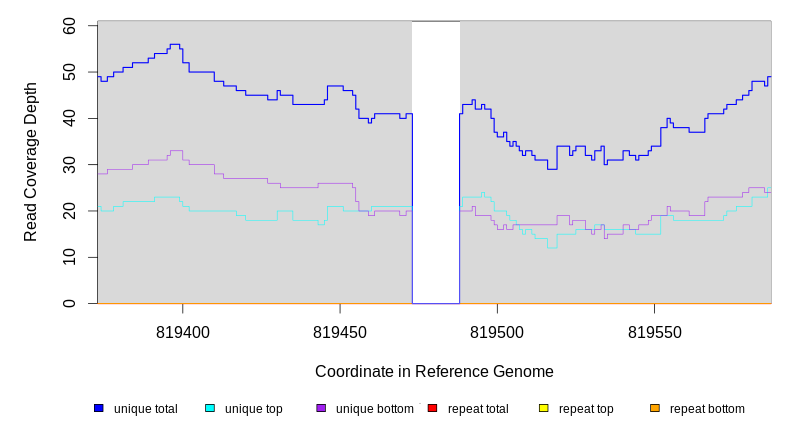 60
50
40
30
20
10
0
Read Coverage Depth
819400 819450 819500 819550
Coordinate in Reference Genome
unique total unique top unique bottom repeat total repeat top repeat bottom